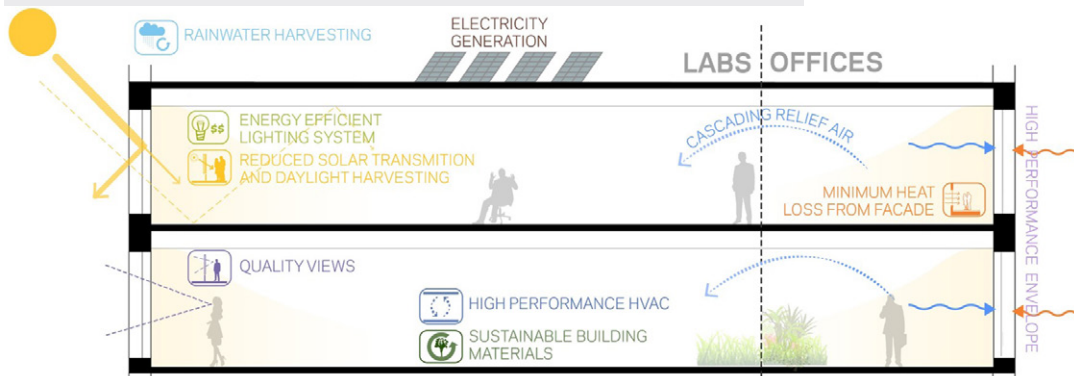 RAINWATER HARVESTING
ELECTRICITY
GENERATION
LABS OFFICES
ENERGY EFFICIENT
LIGHTING SYSTEM
$$
REDUCED SOLAR TRANSMITION
AND DAYLIGHT HARVESTING
CASCADING RELIEF AIR
MINIMUM HEAT
LOSS FROM FACADE
HIGH PERFORMANCE ENVELOPE
QUALITY VIEWS
HIGH PERFORMANCE HVAC
SUSTAINABLE BUILDING
MATERIALS